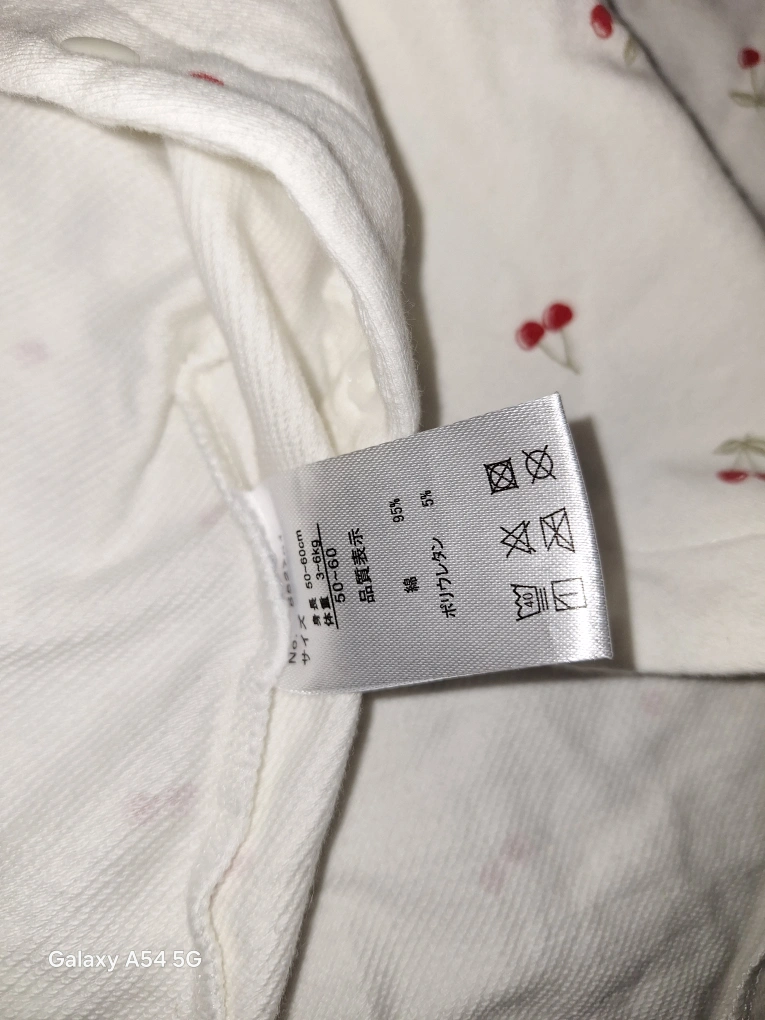 No.
サイズ
身長 50~60cm
体重 3~6kg
50~60
品質表示
綿 95%
ポリウレタン 5%
40
Galaxy A54 5G